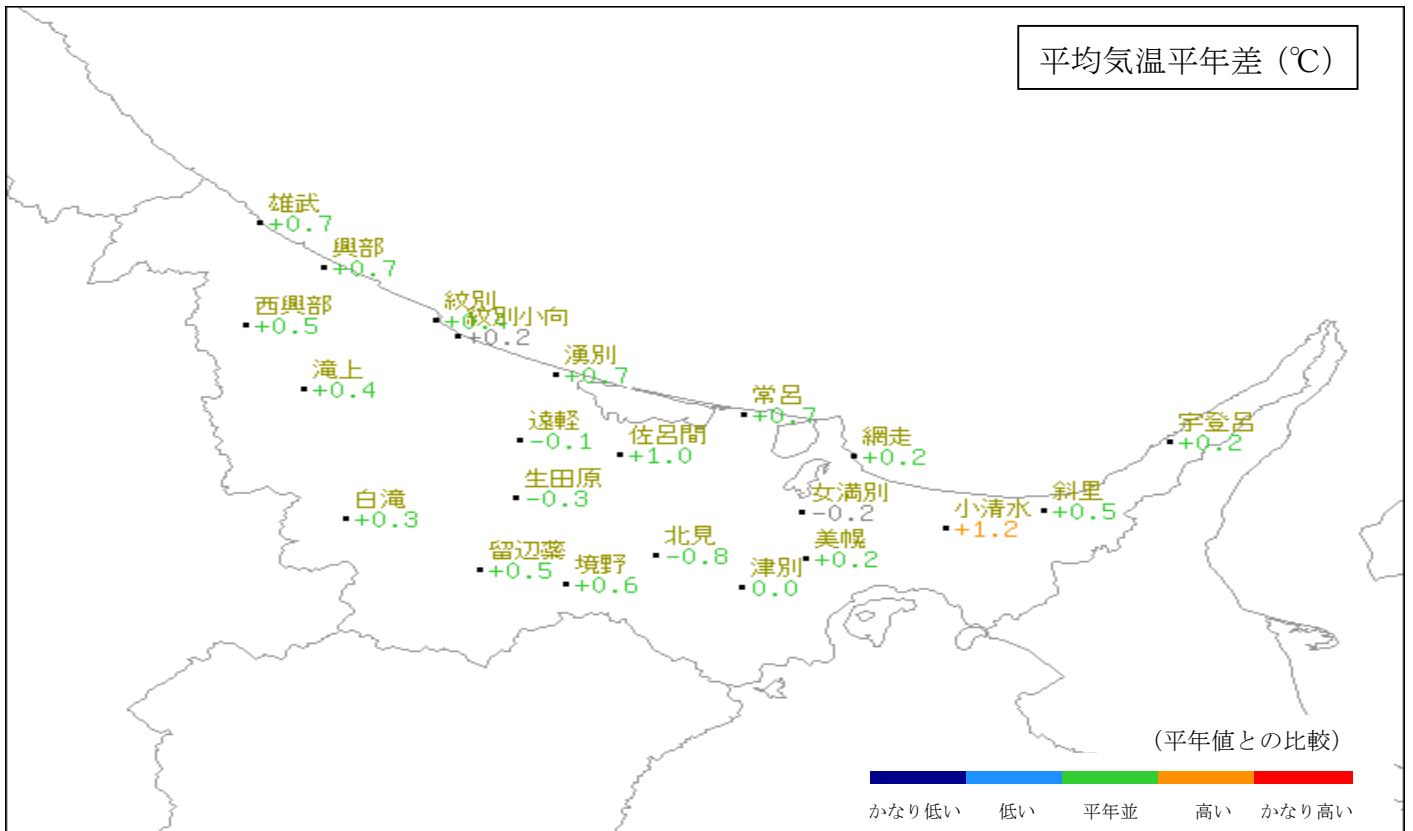 平均気温平年差（℃）
雄武
+0.7
興部
+0.7
西興部
+0.5
紋別
+0.4
紋別小向
+0.2
滝上
+0.4
湧別
+0.7
常呂
+0.7
遠軽
-0.1
佐呂間
+1.0
網走
+0.2
宇登呂
+0.2
生田原
-0.3
白滝
+0.3
女満別
-0.2
小清水
+1.2
斜里
+0.5
留辺蘂
+0.5
境野
+0.6
北見
-0.8
津別
0.0
美幌
+0.2
（平年値との比較）
かなり低い 低い 平年並 高い かなり高い